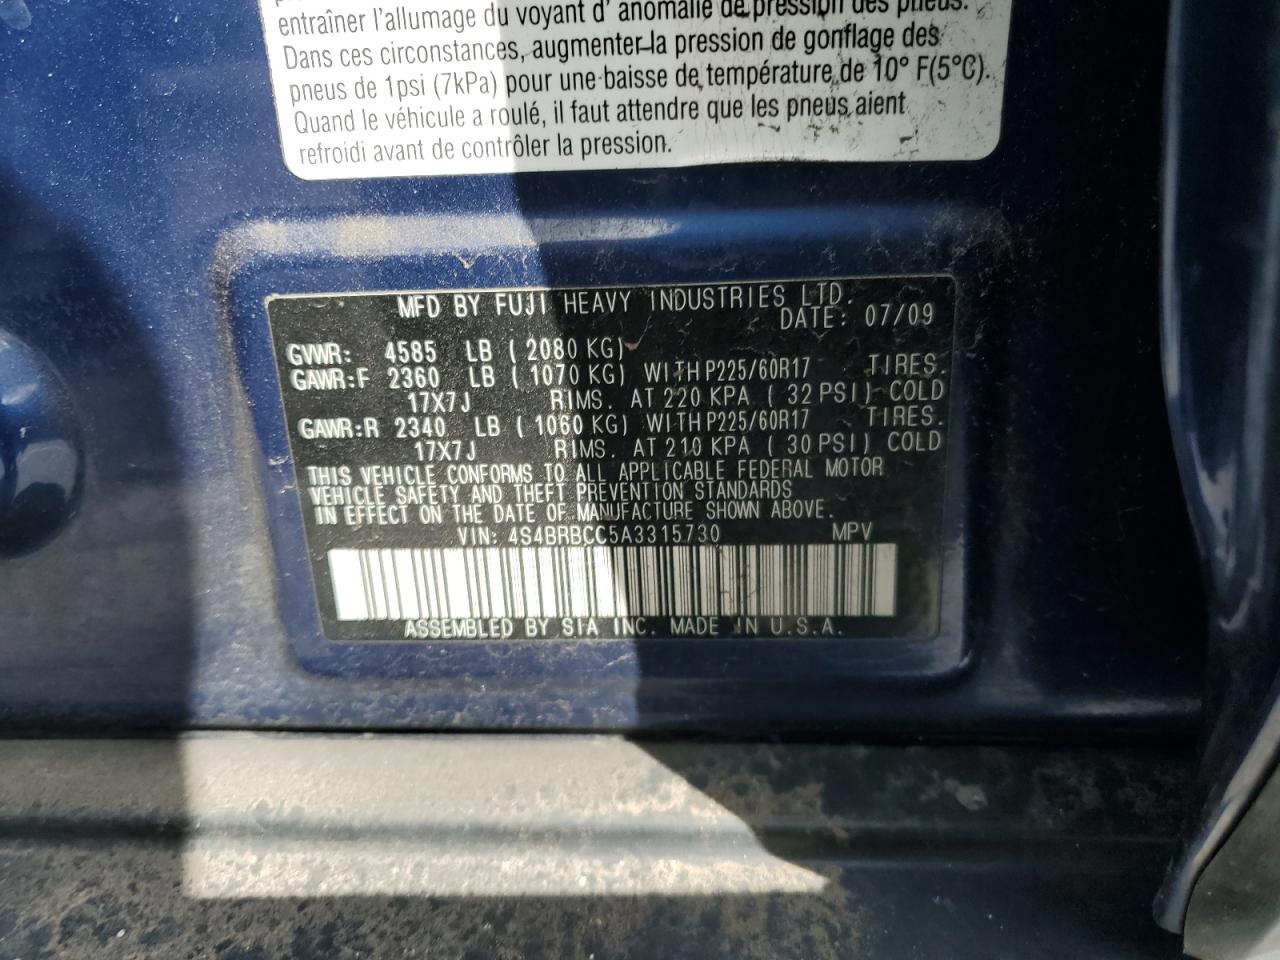 entraîner l'allumage du voyant d' anomalie de pression des pneus.
Dans ces circonstances, augmenter la pression de gonflage des
pneus de 1psi (7kPa) pour une baisse de température de 10° F(5°C).
Quand le véhicule a roulé, il faut attendre que les pneus aient
refroidi avant de contrôler la pression.
MFD BY FUJI HEAVY INDUSTRIES LTD.
DATE: 07/09
GVWR: 4585 LB ( 2080 KG)
GAWR:F 2360 LB ( 1070 KG) WITH P225/60R17 TIRES.
17X7J RIMS. AT 220 KPA ( 32 PSI) COLD
GAWR:R 2340 LB ( 1060 KG) WITH P225/60R17 TIRES.
17X7J RIMS. AT 210 KPA ( 30 PSI) COLD
THIS VEHICLE CONFORMS TO ALL APPLICABLE FEDERAL MOTOR
VEHICLE SAFETY AND THEFT PREVENTION STANDARDS
IN EFFECT ON THE DATE OF MANUFACTURE SHOWN ABOVE.
VIN: 4S4BRBCC5A3315730 MPV
ASSEMBLED BY SIA INC. MADE IN U.S.A.